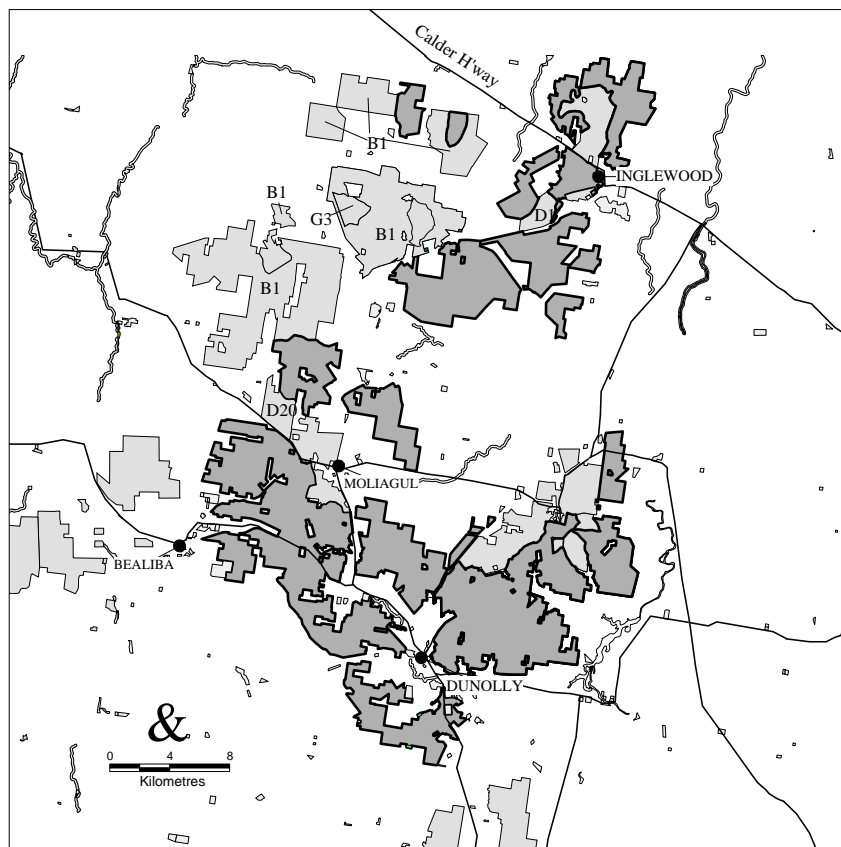 Calder H'way
B1
INGLEWOOD
B1
G3
D1
B1
B1
D20
MOLIAGUL
BEALIBA
DUNOLLY
&
0 4 8
Kilometres